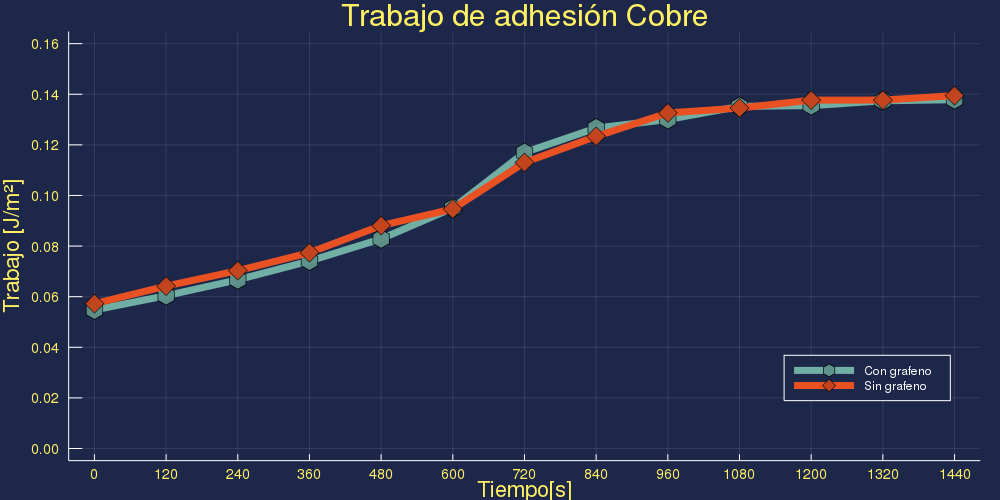 Trabajo de adhesión Cobre
Trabajo [J/m²]
0.16
0.14
0.12
0.10
0.08
0.06
0.04
0.02
0.00
Con grafeno
Sin grafeno
0 120 240 360 480 600 720 840 960 1080 1200 1320 1440
Tiempo[s]